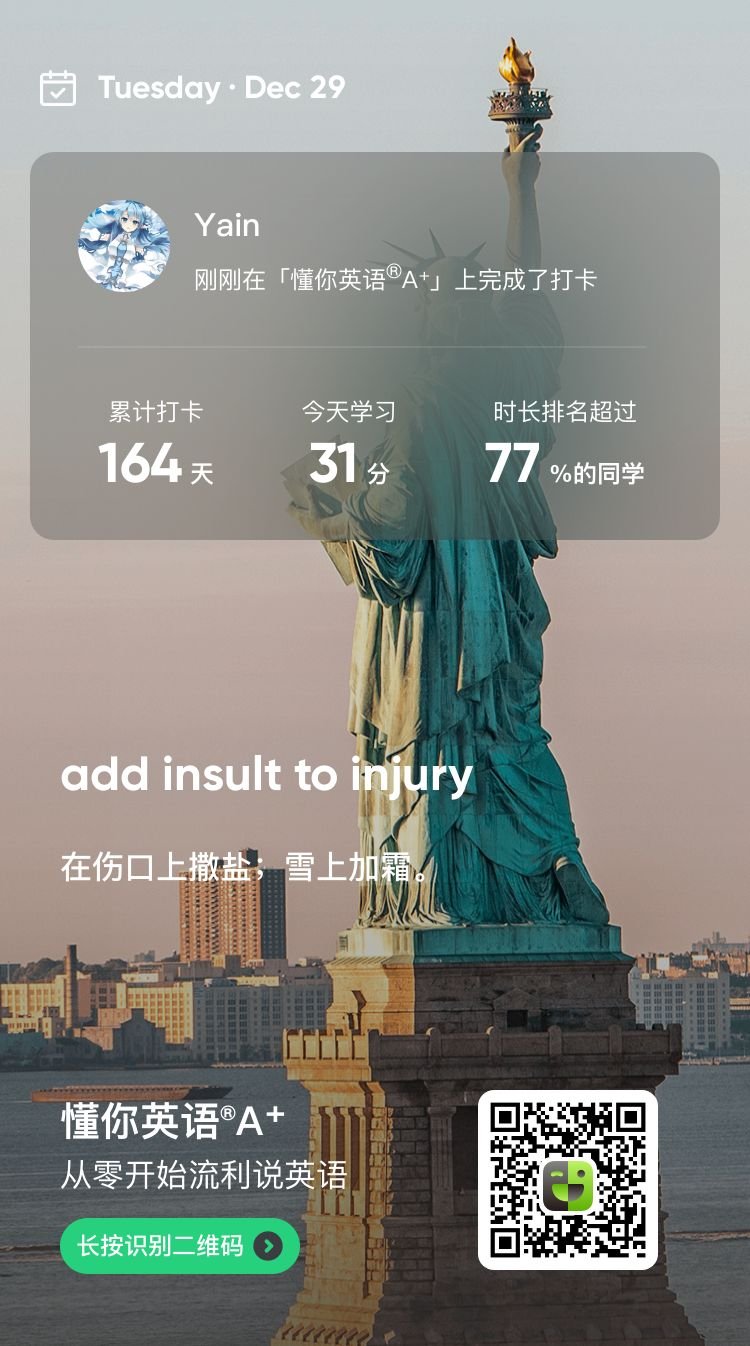 Tuesday · Dec 29
Yain
刚刚在「懂你英语®A+」上完成了打卡
累计打卡 今天学习 时长排名超过
164 天 31 分 77 %的同学
add insult to injury
在伤口上撒盐；雪上加霜。
懂你英语®A+
从零开始流利说英语
长按识别二维码